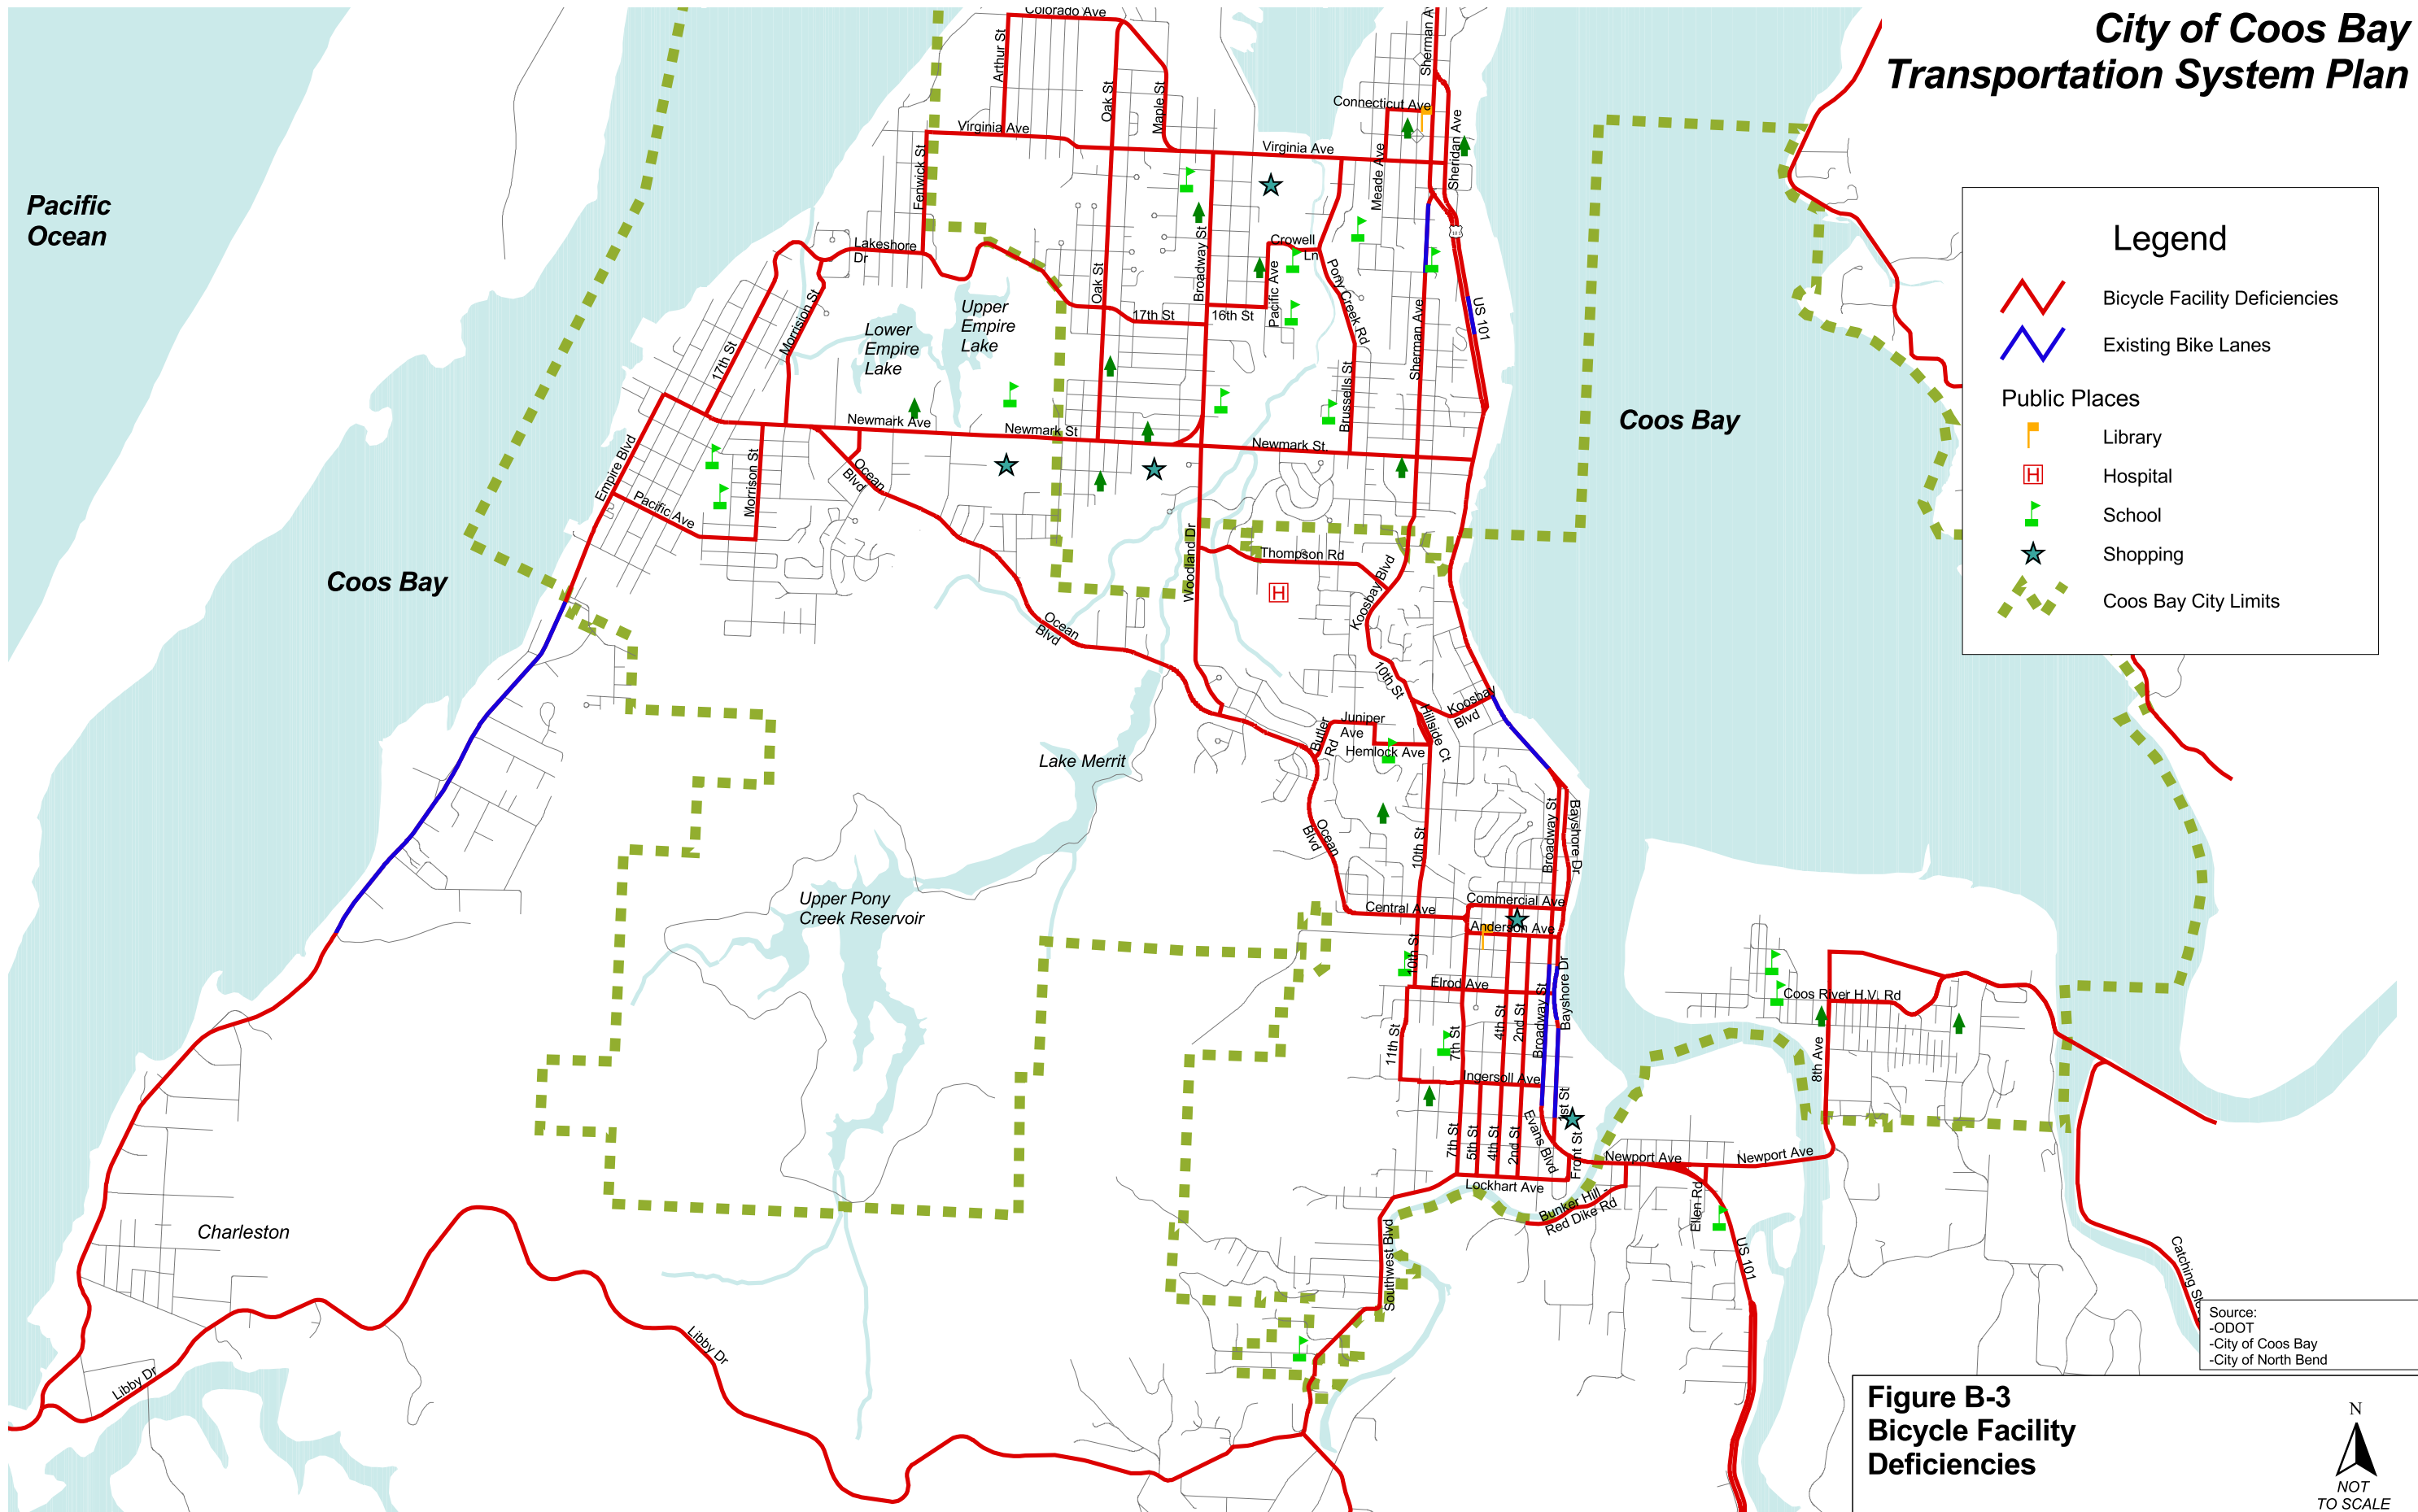 City of Coos Bay
Transportation System Plan
Colorado Ave
Arthur St
Oak St
Maple St
Sherman Av
Connecticut Ave
Virginia Ave
Virginia Ave
Fenwick St
Meade Ave
Sheridan Ave
Pacific
Ocean
Legend
Bicycle Facility Deficiencies
Existing Bike Lanes
Public Places
Library
H
Hospital
School
Shopping
Coos Bay City Limits
Lakeshore
Dr
Crowell
Ln
Broadway St
Oak St
Pacific Ave
Pony Creek Rd
17th St
16th St
US 101
Sherman Ave
Morrision St
17th St
Lower
Empire
Lake
Upper
Empire
Lake
Brussells St
Newmark Ave
Newmark St
Newmark St.
Coos Bay
Empire Blvd
Pacific Ave
Morrison St
Ocean
Blvd
Woodland Dr
Thompson Rd
Koosbay Blvd
H
Coos Bay
Ocean
Blvd
10th St
Koosbay
Blvd
Juniper
Ave
Butler
Rd
Hemlock Ave
Hillside Ct
Lake Merrit
Ocean
Blvd
10th St
Broadway St
Bayshore Dr
Upper Pony
Creek Reservoir
Central Ave
Commercial Ave
Anderson Ave
10th St
Elrod Ave
Coos River H.V. Rd
11th St
7th St
4th St
2nd St
Broadway St
Bayshore Dr
8th Ave
Ingersoll Ave
1st St
7th St
5th St
4th St
2nd St
Evans Blvd
Front St
Newport Ave
Newport Ave
Lockhart Ave
Bunker Hill -
Red Dike Rd
Ellen Rd
Southwest Blvd
US 101
Catching
Charleston
Libby Dr
Libby Dr
Source:
-ODOT
-City of Coos Bay
-City of North Bend
Figure B-3
Bicycle Facility
Deficiencies
N
NOT
TO SCALE